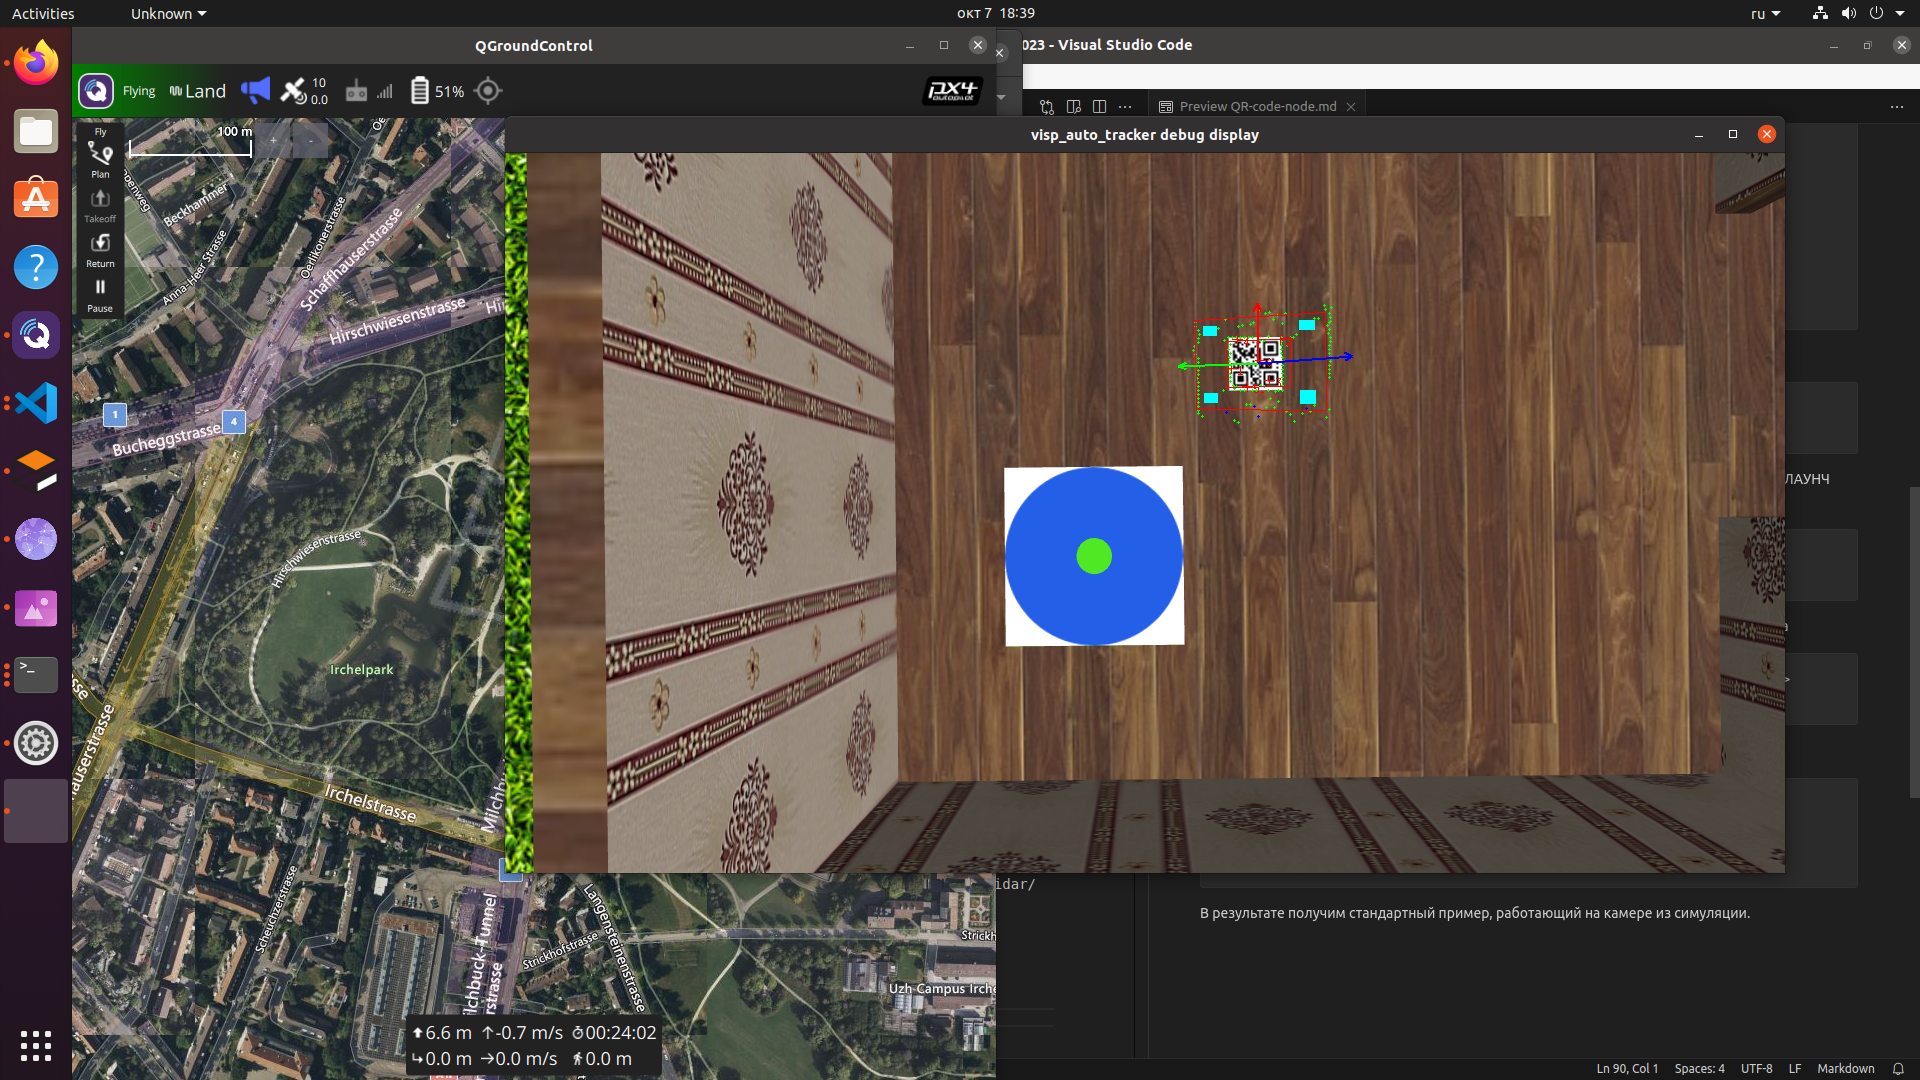 Activities
Unknown
окт 7 18:39
ru
QGroundControl
023 - Visual Studio Code
Flying
Land
10
0.0
51%
PX4
autopilot
Preview QR-code-node.md
visp_auto_tracker debug display
Fly
Plan
Takeoff
Return
Pause
100 m
+
-
Beckhammer
Anna-Heer-Strasse
Oerlikonerstrasse
Schaffhauserstrasse
Hirschwiesenstrasse
1
4
Bucheggstrasse
Hirschwiesenstrasse
Irchelpark
Irchelstrasse
Scheuchzerstrasse
Langensteinenstrasse
Strickhofstrasse
Uzh Campus Irche
ЛАУНЧ
idar/
В результате получим стандартный пример, работающий на камере из симуляции.
6.6 m
-0.7 m/s
00:24:02
0.0 m
0.0 m/s
0.0 m
Ln 90, Col 1
Spaces: 4
UTF-8
LF
Markdown